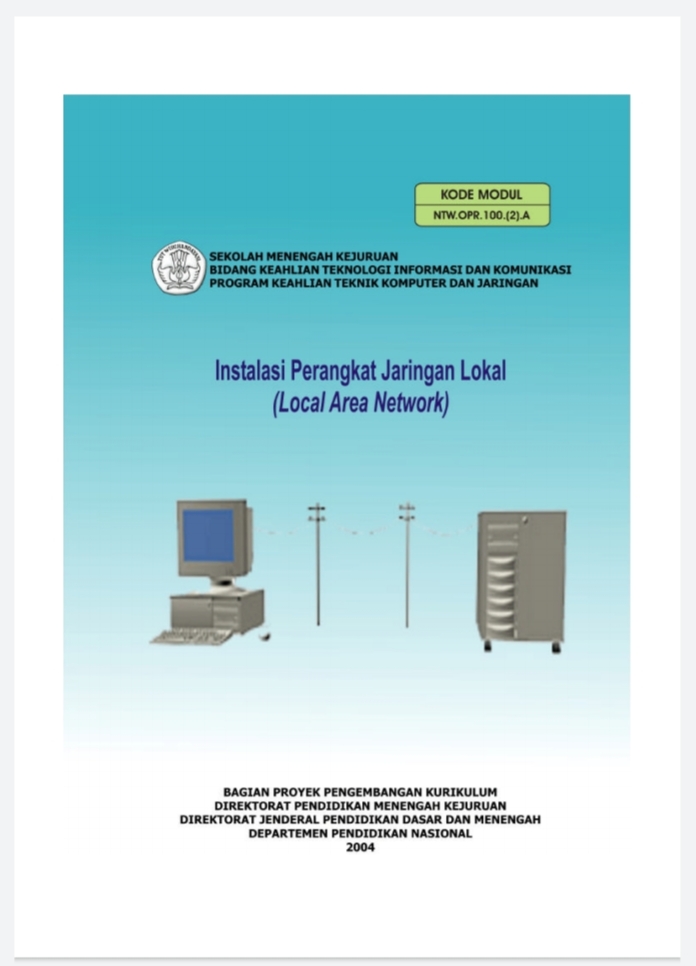 KODE MODUL
NTW.OPR.100.(2).A
SEKOLAH MENENGAH KEJURUAN
BIDANG KEAHLIAN TEKNOLOGI INFORMASI DAN KOMUNIKASI
PROGRAM KEAHLIAN TEKNIK KOMPUTER DAN JARINGAN
Instalasi Perangkat Jaringan Lokal
(Local Area Network)
BAGIAN PROYEK PENGEMBANGAN KURIKULUM
DIREKTORAT PENDIDIKAN MENENGAH KEJURUAN
DIREKTORAT JENDERAL PENDIDIKAN DASAR DAN MENENGAH
DEPARTEMEN PENDIDIKAN NASIONAL
2004